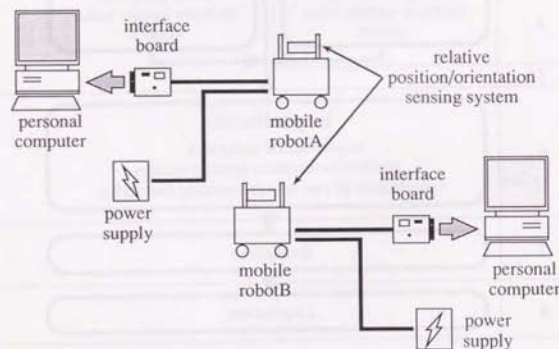 interface
board
personal
computer
mobile
robotA
relative
position/orientation
sensing system
power
supply
mobile
robotB
interface
board
personal
computer
power
supply